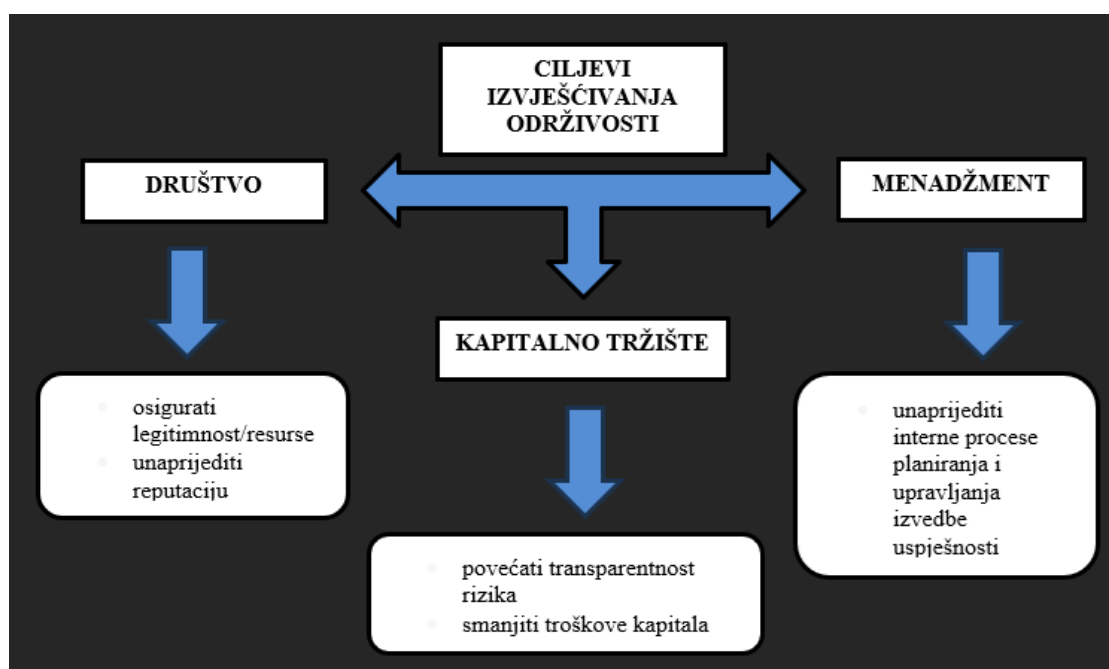 CILJEVI
IZVJEŠĆIVANJA
ODRŽIVOSTI
DRUŠTVO
MENADŽMENT
KAPITALNO TRŽIŠTE
osigurati
legitimnost/resurse
unaprijediti
reputaciju
povećati transparentnost
rizika
smanjiti troškove kapitala
unaprijediti
interne procese
planiranja i
upravljanja
izvedbe
uspješnosti